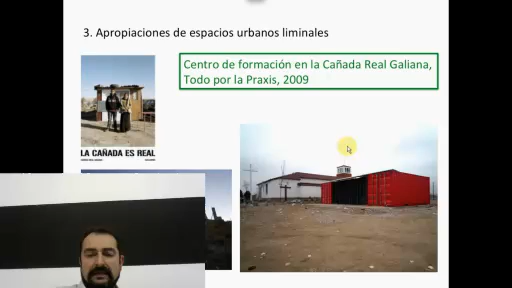 3. Apropiaciones de espacios urbanos liminales
Centro de formación en la Cañada Real Galiana,
Todo por la Praxis, 2009
LA CAÑADA ES REAL